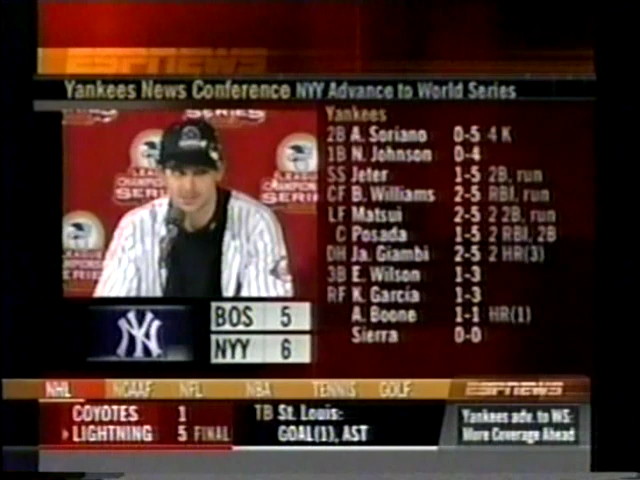 ESPNEWS
Yankees News Conference NYY Advance to World Series
Yankees
2B A. Soriano 0-5 4 K
1B N. Johnson 0-4
SS Jeter 1-5 2B, run
CF B. Williams 2-5 RBI, run
LF Matsui 2-5 2 2B, run
C Posada 1-5 2 RBI, 2B
DH Ja. Giambi 2-5 2 HR(3)
3B E. Wilson 1-3
RF K. Garcia 1-3
A. Boone 1-1 HR(1)
Sierra 0-0
SERIES
LEAGUE
CHAMPIONSHIP
SERIES
NY
BOS 5
NYY 6
NHL NCAAF NFL NBA TENNIS GOLF ESPNEWS
COYOTES 1
LIGHTNING 5 FINAL
TB St. Louis:
GOAL(1), AST
Yankees adv. to WS:
More Coverage Ahead